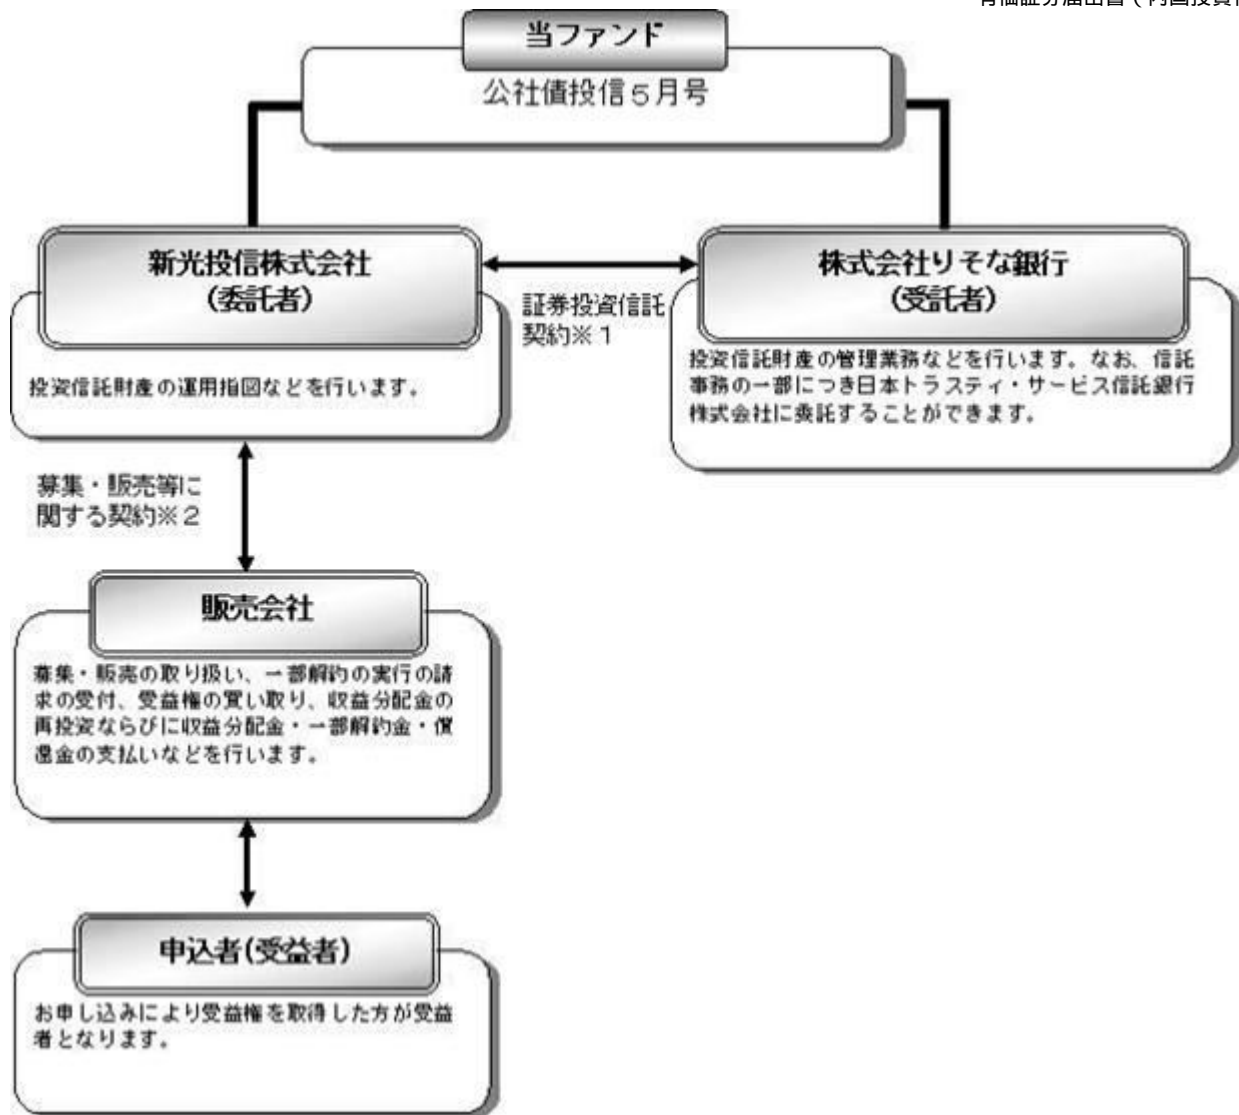 当ファンド
公社債投信５月号
新光投信株式会社
(委託者)
投資信託財産の運用指図などを行います。
証券投資信託
契約※１
株式会社りそな銀行
(受託者)
投資信託財産の管理業務などを行います。なお、信託
事務の一部につき日本トラスティ・サービス信託銀行
株式会社に委託することができます。
募集・販売等に
関する契約※２
販売会社
募集・販売の取り扱い、一部解約の実行の請
求の受付、受益権の買い取り、収益分配金の
再投資ならびに収益分配金・一部解約金・償
還金の支払いなどを行います。
申込者(受益者)
お申し込みにより受益権を取得した方が受益
者となります。